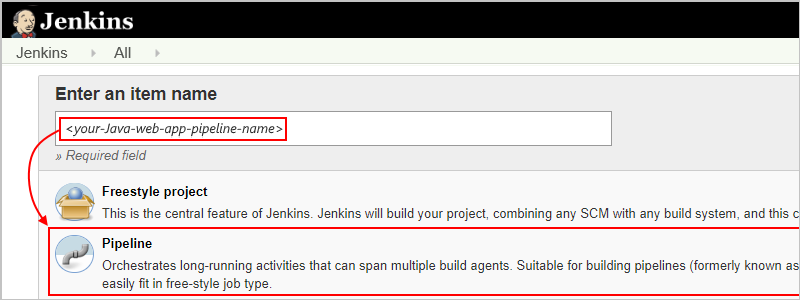 Jenkins
Jenkins All
Enter an item name
<your-Java-web-app-pipeline-name>
» Required field
Freestyle project
This is the central feature of Jenkins. Jenkins will build your project, combining any SCM with any build system, and this c
Pipeline
Orchestrates long-running activities that can span multiple build agents. Suitable for building pipelines (formerly known as
easily fit in free-style job type.